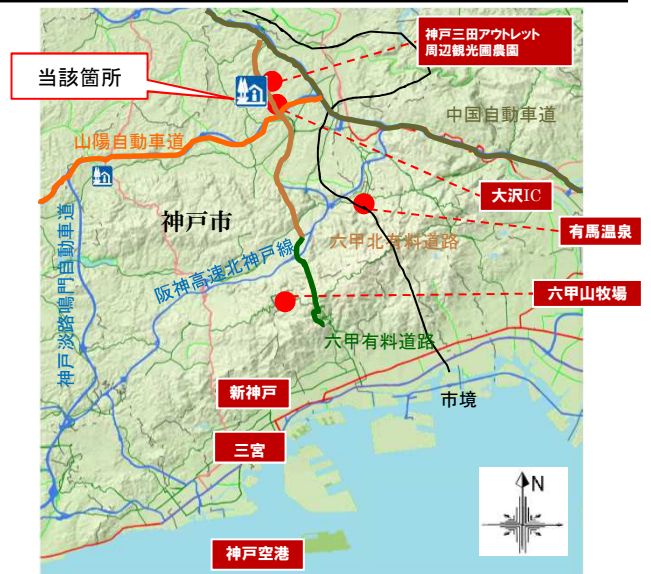 神戸三田アウトレット
周辺観光圃農園
当該箇所
中国自動車道
山陽自動車道
大沢IC
神戸市
有馬温泉
六甲北有料道路
阪神高速北神戸線
神戸淡路鳴門自動車道
六甲山牧場
六甲有料道路
新神戸
市境
三宮
N
神戸空港